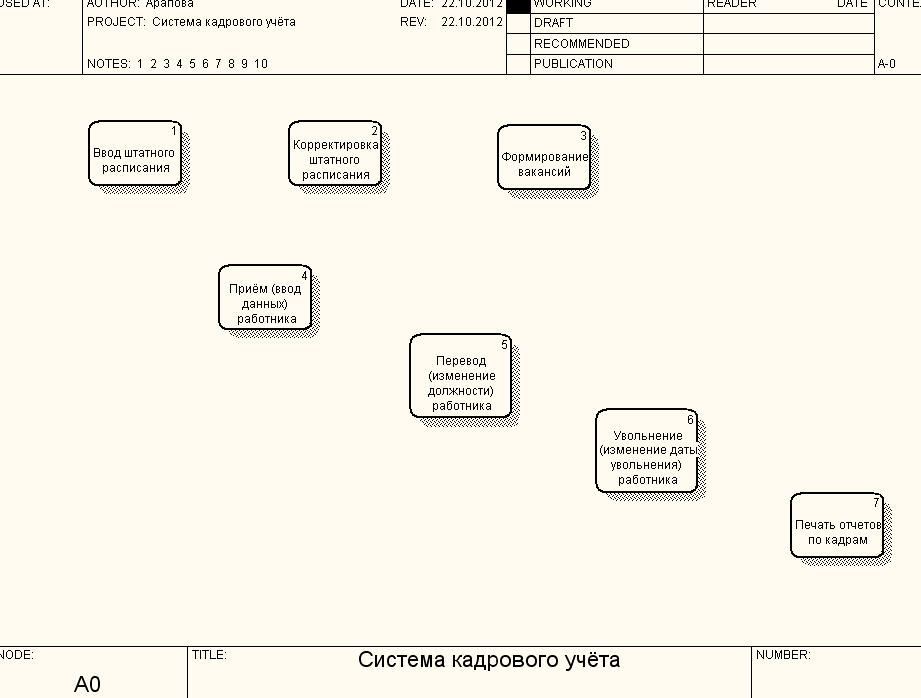 USED AT:
AUTHOR: Арапова
DATE: 22.10.2012
WORKING
READER
DATE
PROJECT: Система кадрового учёта
REV: 22.10.2012
DRAFT
RECOMMENDED
NOTES: 1 2 3 4 5 6 7 8 9 10
PUBLICATION
A-0
1
Ввод штатного
расписания
2
Корректировка
штатного
расписания
3
Формирование
вакансий
4
Приём (ввод
данных)
работника
5
Перевод
(изменение
должности)
работника
6
Увольнение
(изменение даты
увольнения)
работника
7
Печать отчетов
по кадрам
NODE:
A0
TITLE:
Система кадрового учёта
NUMBER: